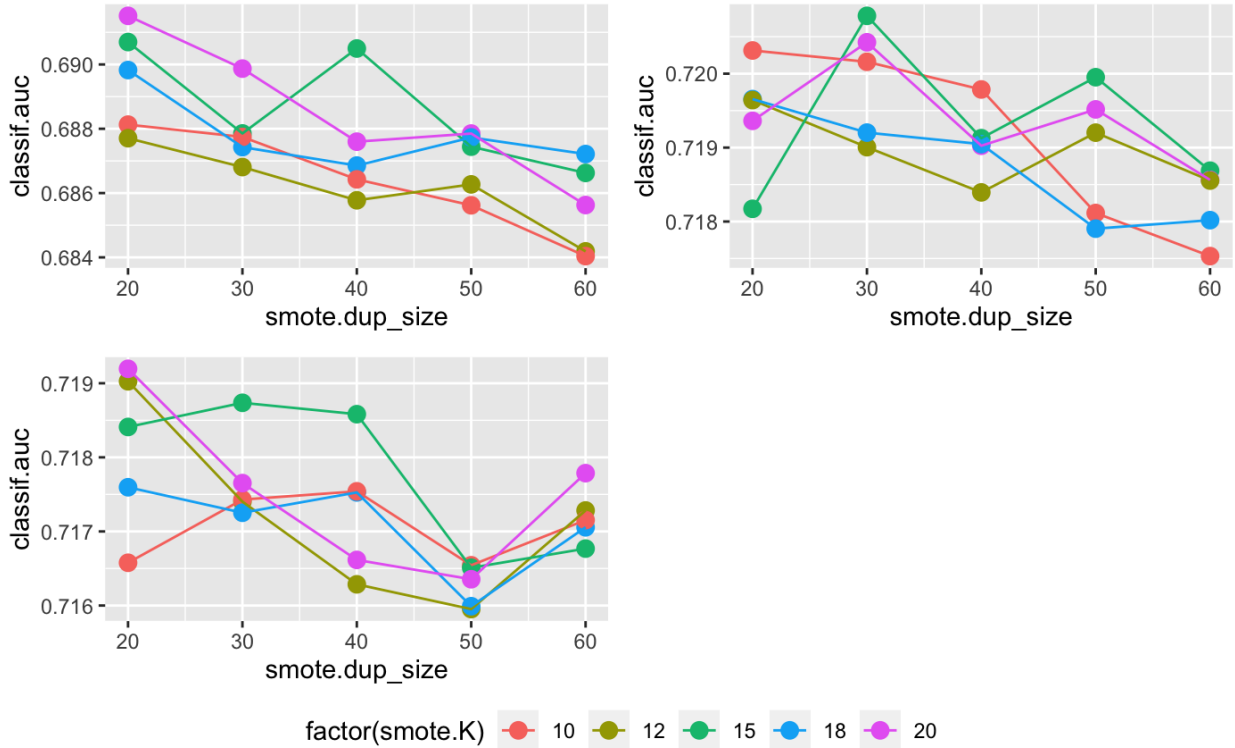 classif.auc
0.690
0.688
0.686
0.684
20 30 40 50 60
smote.dup_size
classif.auc
0.720
0.719
0.718
20 30 40 50 60
smote.dup_size
classif.auc
0.719
0.718
0.717
0.716
20 30 40 50 60
smote.dup_size
factor(smote.K) 10 12 15 18 20